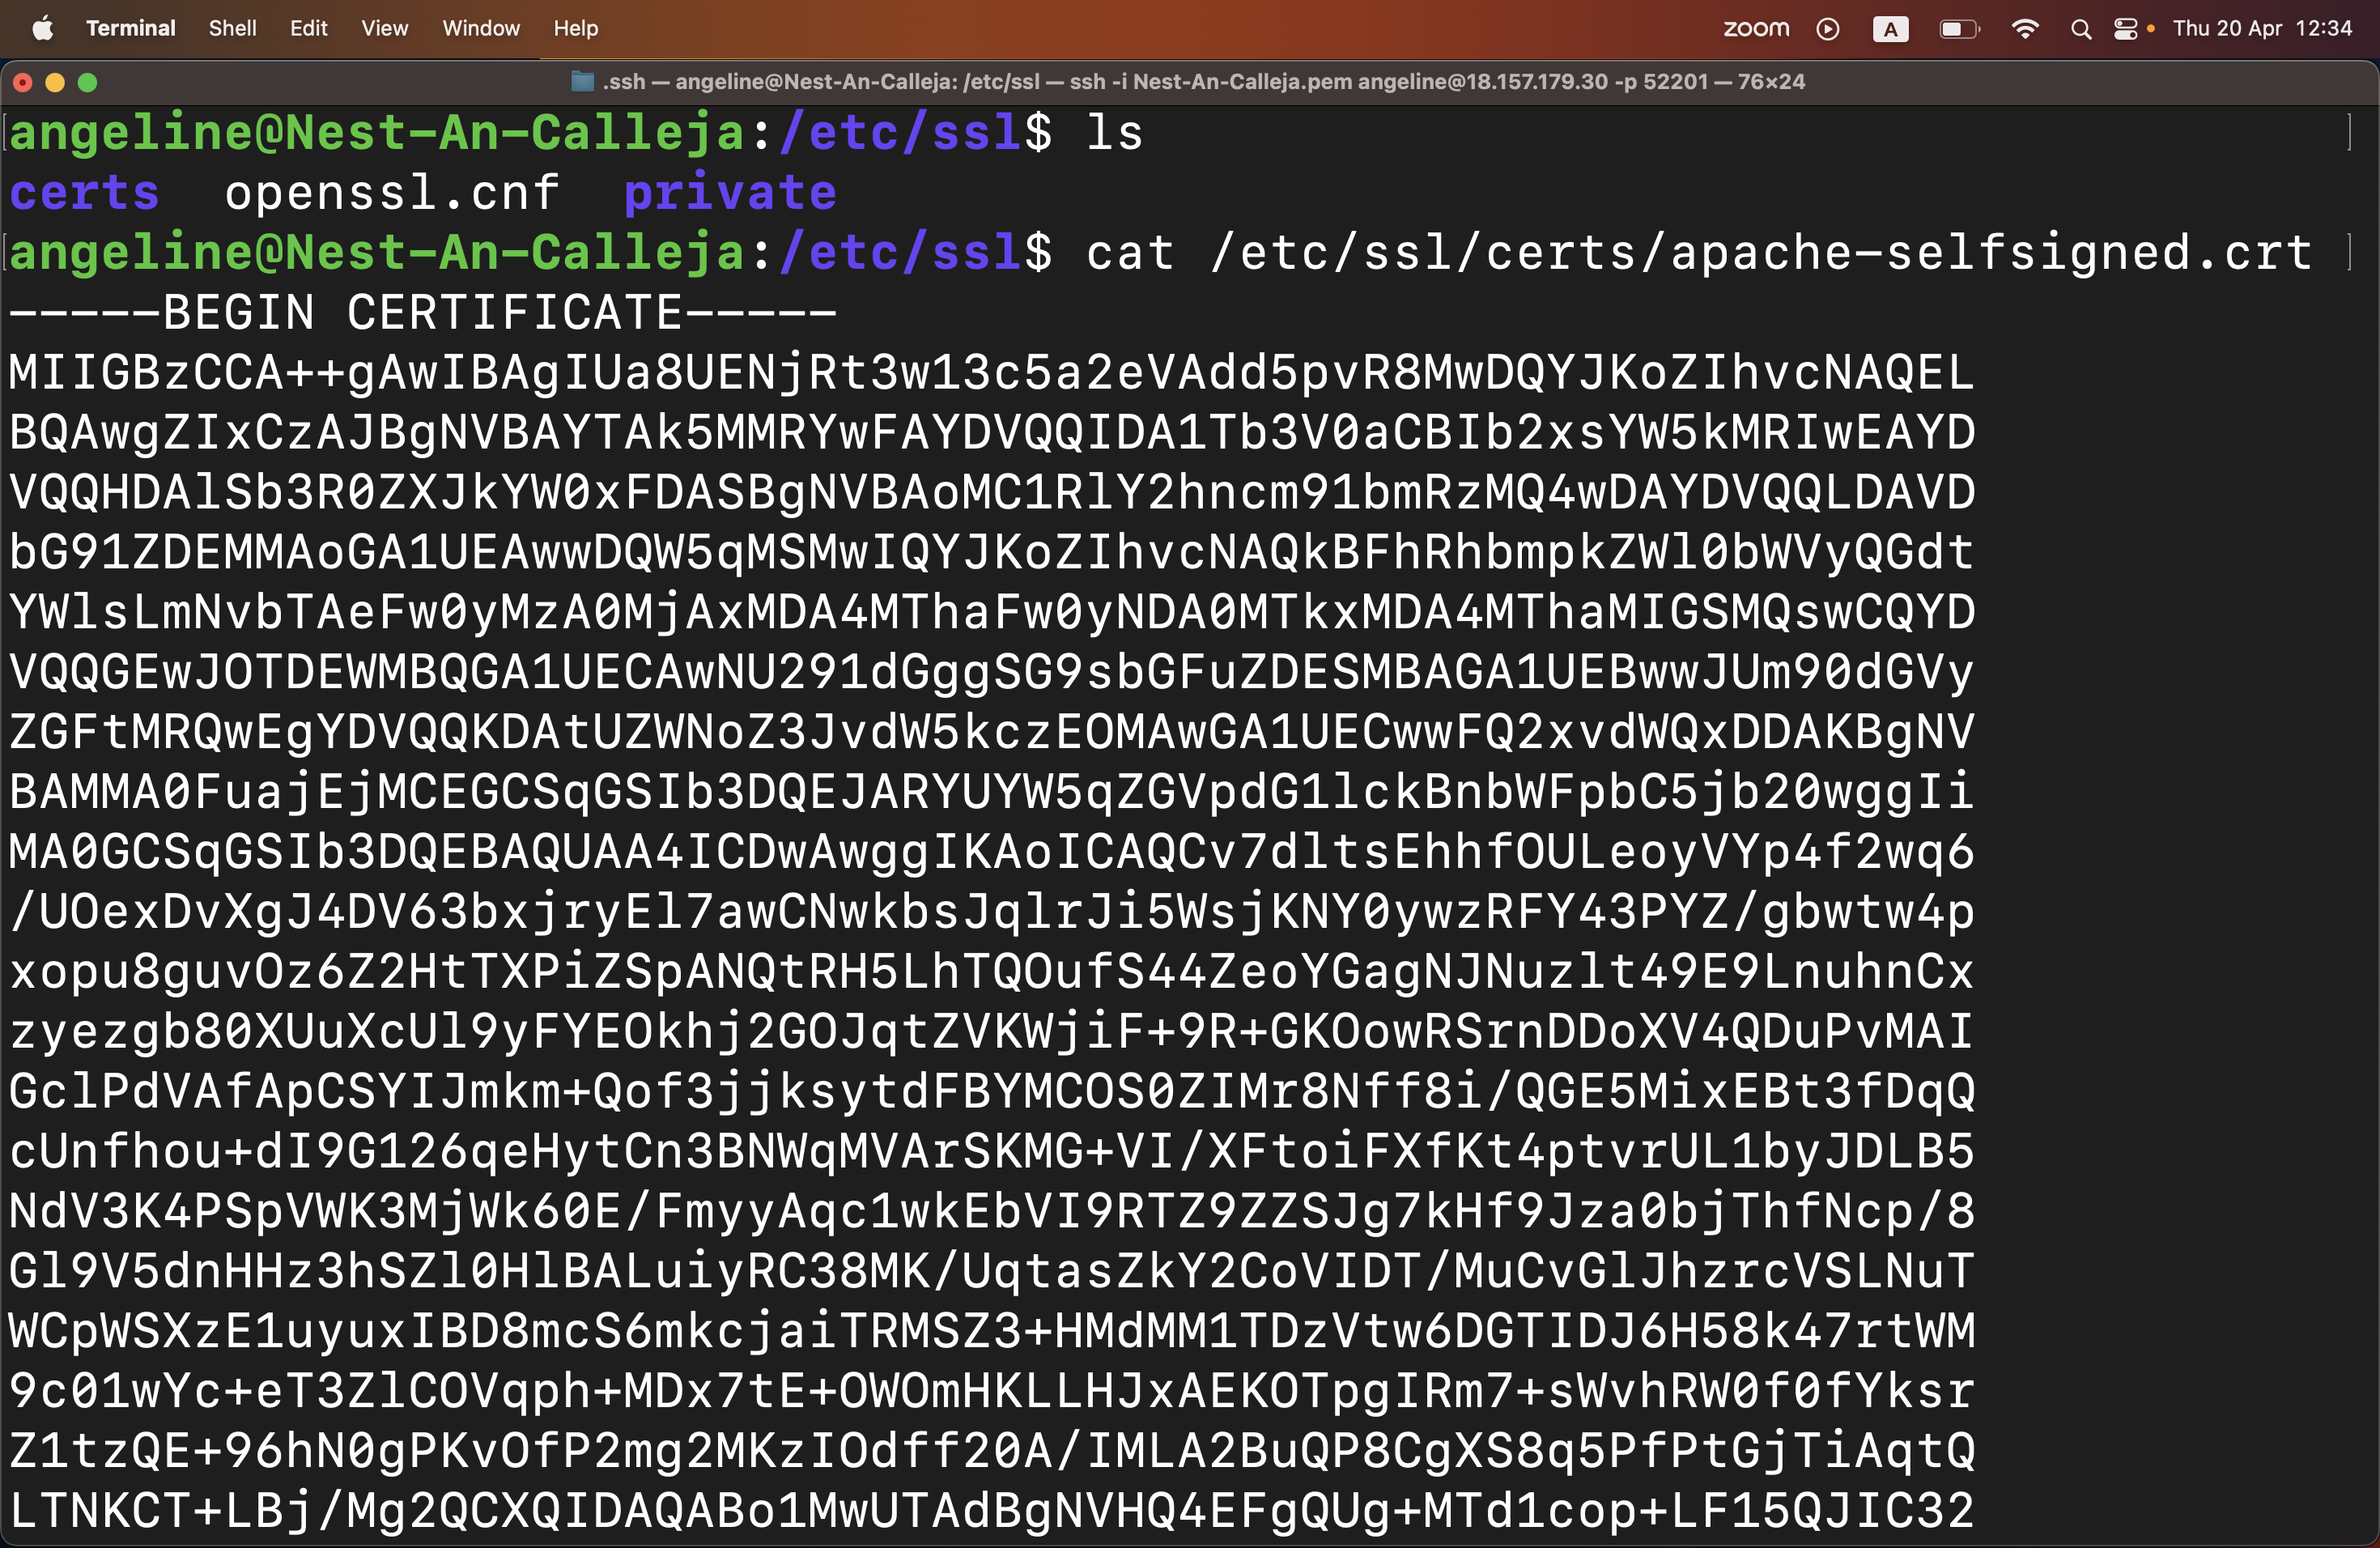 Terminal Shell Edit View Window Help zoom A Thu 20 Apr 12:34
.ssh — angeline@Nest-An-Calleja: /etc/ssl — ssh -i Nest-An-Calleja.pem angeline@18.157.179.30 -p 52201 — 76×24
[angeline@Nest-An-Calleja:/etc/ssl$ ls ]
certs openssl.cnf private
[angeline@Nest-An-Calleja:/etc/ssl$ cat /etc/ssl/certs/apache-selfsigned.crt ]
-----BEGIN CERTIFICATE-----
MIIGBzCCA++gAwIBAgIUa8UENjRt3w13c5a2eVAdd5pvR8MwDQYJKoZIhvcNAQEL
BQAwgZIxCzAJBgNVBAYTAk5MMRYwFAYDVQQIDA1Tb3V0aCBIb2xsYW5kMRIwEAYD
VQQHDAlSb3R0ZXJkYW0xFDASBgNVBAoMC1RlY2hncm91bmRzMQ4wDAYDVQQLDAVD
bG91ZDEMMAoGA1UEAwwDQW5qMSMwIQYJKoZIhvcNAQkBFhRhbmpkZWl0bWVyQGdt
YWlsLmNvbTAeFw0yMzA0MjAxMDA4MThaFw0yNDA0MTkxMDA4MThaMIGSMQswCQYD
VQQGEwJOTDEWMBQGA1UECAwNU291dGggSG9sbGFuZDESMBAGA1UEBwwJUm90dGVy
ZGFtMRQwEgYDVQQKDAtUZWNoZ3JvdW5kczEOMAwGA1UECwwFQ2xvdWQxDDAKBgNV
BAMMA0FuajEjMCEGCSqGSIb3DQEJARYUYW5qZGVpdG1lckBnbWFpbC5jb20wggIi
MA0GCSqGSIb3DQEBAQUAA4ICDwAwggIKAoICAQCv7dltsEhhfOULeoyVYp4f2wq6
/UOexDvXgJ4DV63bxjryEl7awCNwkbsJqlrJi5WsjKNY0ywzRFY43PYZ/gbwtw4p
xopu8guvOz6Z2HtTXPiZSpANQtRH5LhTQOufS44ZeoYGagNJNuzlt49E9LnuhnCx
zyezgb80XUuXcUl9yFYEOkhj2GOJqtZVKWjiF+9R+GKOowRSrnDDoXV4QDuPvMAI
GclPdVAfApCSYIJmkm+Qof3jjksytdFBYMCOS0ZIMr8Nff8i/QGE5MixEBt3fDqQ
cUnfhou+dI9G126qeHytCn3BNWqMVArSKMG+VI/XFtoiFXfKt4ptvrUL1byJDLB5
NdV3K4PSpVWK3MjWk60E/FmyyAqc1wkEbVI9RTZ9ZZSJg7kHf9Jza0bjThfNcp/8
Gl9V5dnHHz3hSZl0HlBALuiyRC38MK/UqtasZkY2CoVIDT/MuCvGlJhzrcVSLNuT
WCpWSXzE1uyuxIBD8mcS6mkcjaiTRMSZ3+HMdMM1TDzVtw6DGTIDJ6H58k47rtWM
9c01wYc+eT3ZlCOVqph+MDx7tE+OWOmHKLLHJxAEKOTpgIRm7+sWvhRW0f0fYksr
Z1tzQE+96hN0gPKvOfP2mg2MKzIOdff20A/IMLA2BuQP8CgXS8q5PfPtGjTiAqtQ
LTNKCT+LBj/Mg2QCXQIDAQABo1MwUTAdBgNVHQ4EFgQUg+MTd1cop+LF15QJIC32